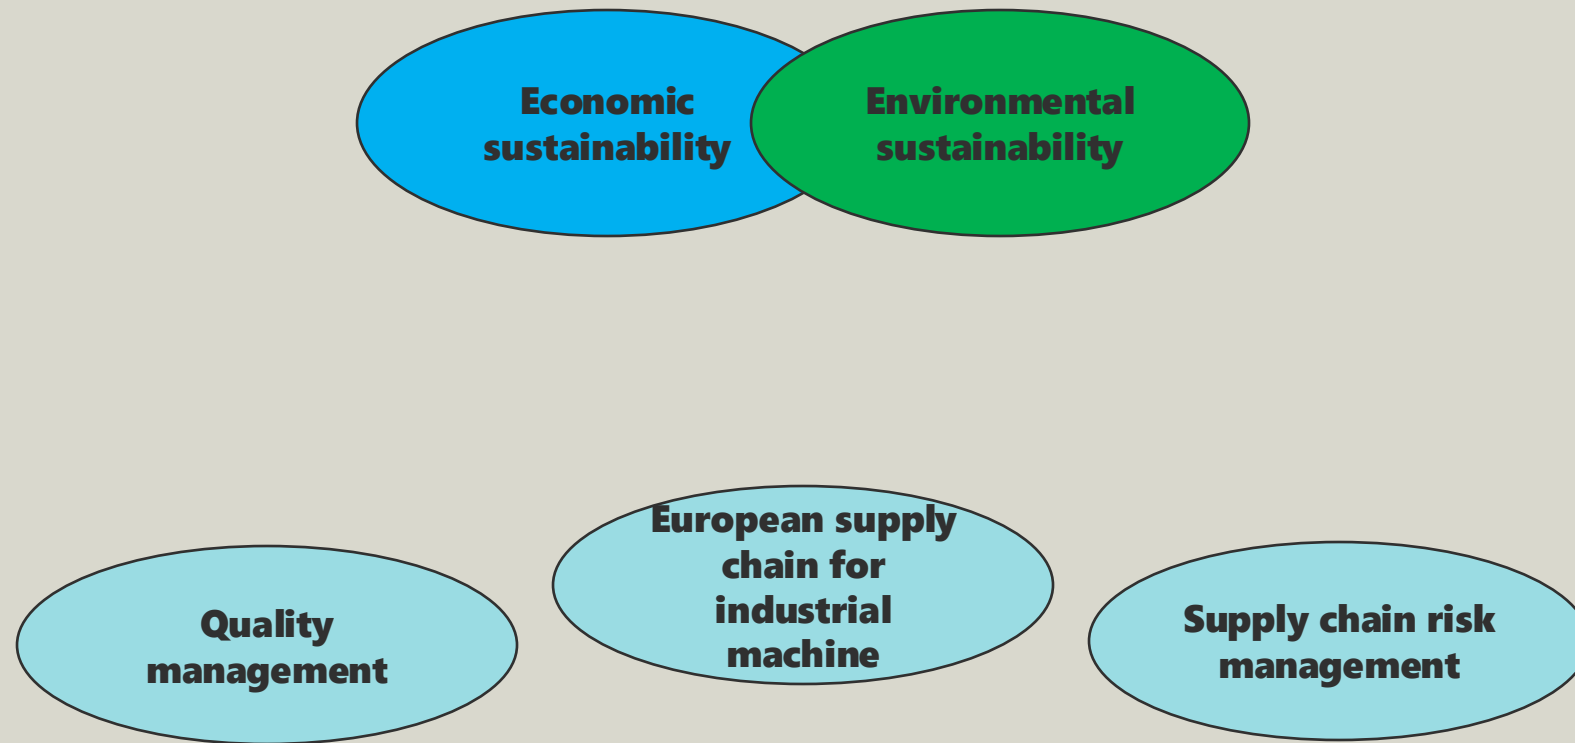 Economic
sustainability
Environmental
sustainability
European supply
chain for
industrial
machine
Quality
management
Supply chain risk
management